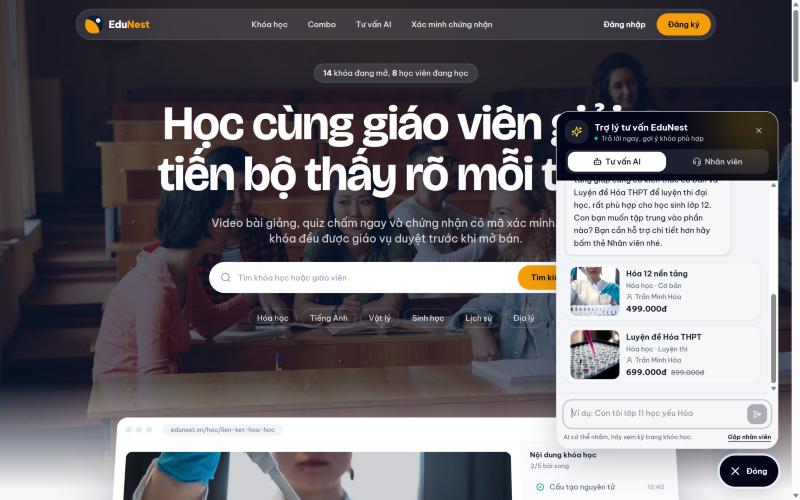 EduNest
Khóa học
Combo
Tư vấn AI
Xác minh chứng nhận
Đăng nhập
Đăng ký
14 khóa đang mở, 8 học viên đang học
Học cùng giáo viên giỏi
tiến bộ thấy rõ mỗi t
Video bài giảng, quiz chấm ngay và chứng nhận có mã xác minh.
khóa đều được giáo vụ duyệt trước khi mở bán.
Tìm khóa học hoặc giáo viên
Tìm ki
Hóa học
Tiếng Anh
Vật lý
Sinh học
Lịch sử
Địa lý
edunest.vn/hoc/lien-ket-hoa-hoc
Nội dung khóa học
2/5 bài xong
Cấu tạo nguyên tử
12:40
Trợ lý tư vấn EduNest
Trả lời ngay, gợi ý khóa phù hợp
Tư vấn AI
Nhân viên
Luyện đề Hóa THPT để luyện thi đại
học, rất phù hợp cho học sinh lớp 12.
Con bạn muốn tập trung vào phần
nào? Bạn cần hỗ trợ chi tiết hơn hãy
bấm thẻ Nhân viên nhé.
Hóa 12 nền tảng
Hóa học · Cơ bản
Trần Minh Hóa
499.000đ
Luyện đề Hóa THPT
Hóa học · Luyện thi
Trần Minh Hóa
699.000đ 899.000đ
Ví dụ: Con tôi lớp 11 học yếu Hóa
AI có thể nhầm, hãy xem kỹ trang khóa học.
Gặp nhân viên
Đóng